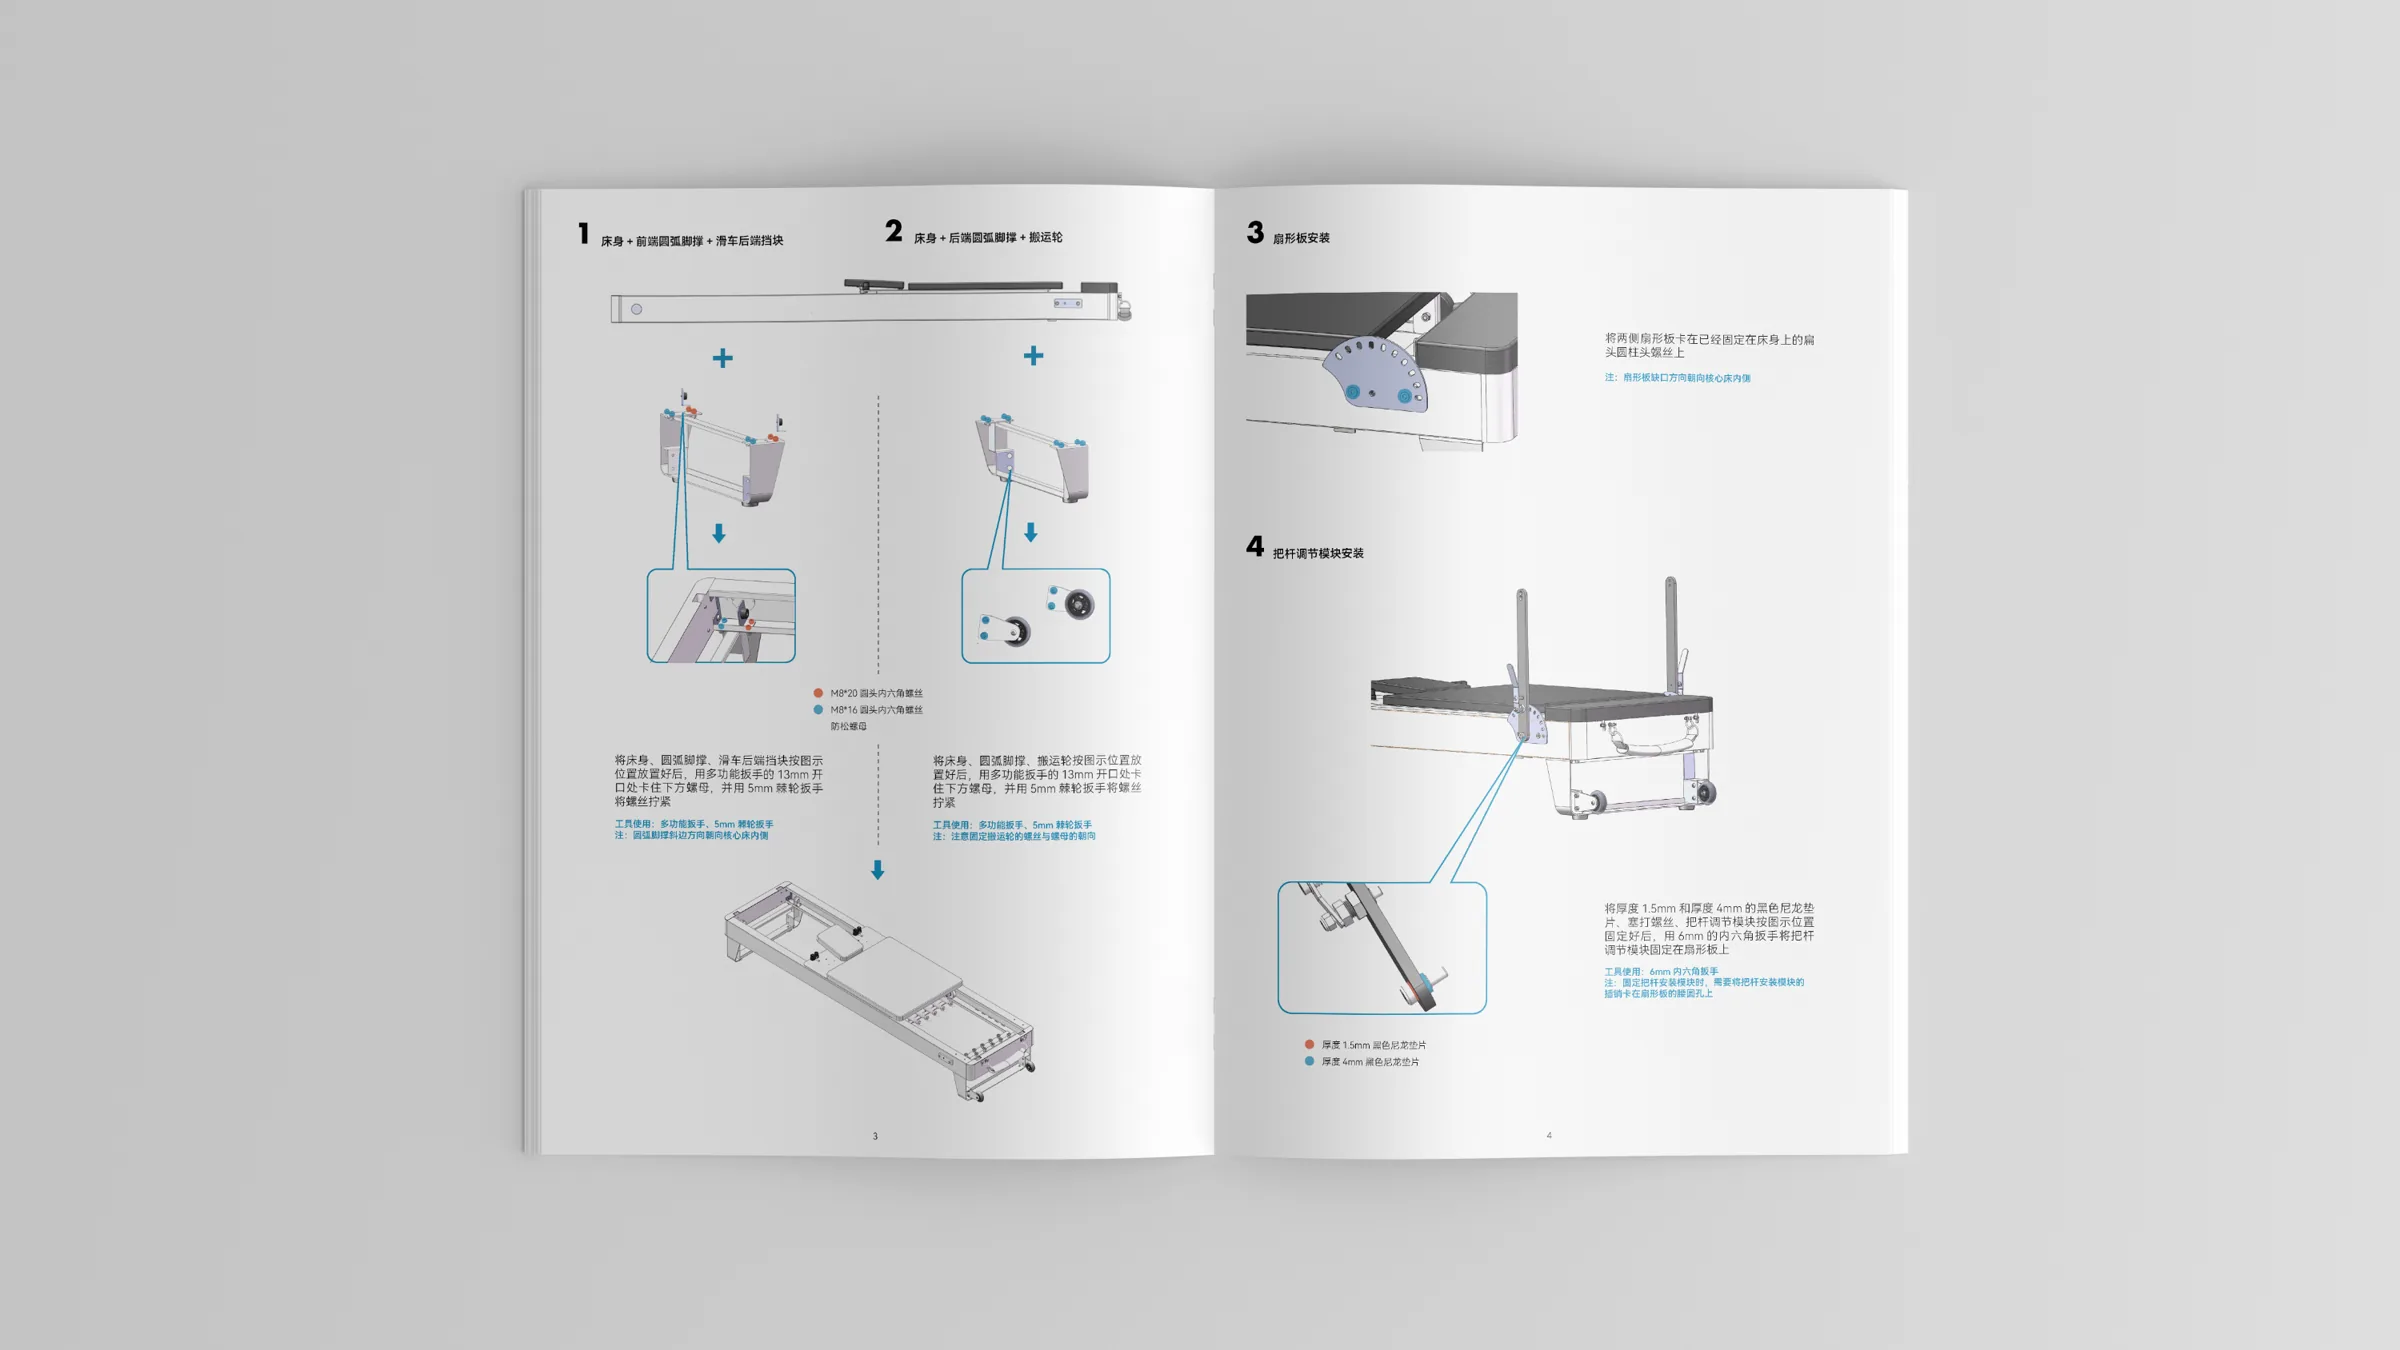 1 床身 + 前端圆弧脚撑 + 滑车后端挡块
2 床身 + 后端圆弧脚撑 + 搬运轮
M8*20 圆头内六角螺丝
M8*16 圆头内六角螺丝
防松螺母
将床身、圆弧脚撑、滑车后端挡块按图示
位置放置好后，用多功能扳手的 13mm 开
口处卡住下方螺母，并用 5mm 棘轮扳手
将螺丝拧紧
工具使用：多功能扳手、5mm 棘轮扳手
注：圆弧脚撑斜边方向朝向核心床内侧
将床身、圆弧脚撑、搬运轮按图示位置放
置好后，用多功能扳手的 13mm 开口处卡
住下方螺母，并用 5mm 棘轮扳手将螺丝
拧紧
工具使用：多功能扳手、5mm 棘轮扳手
注：注意固定搬运轮的螺丝与螺母的朝向
3
3 扇形板安装
将两侧扇形板卡在已经固定在床身上的扁
头圆柱头螺丝上
注：扇形板缺口方向朝向核心床内侧
4 把杆调节模块安装
将厚度 1.5mm 和厚度 4mm 的黑色尼龙垫
片、塞打螺丝、把杆调节模块按图示位置
固定好后，用 6mm 的内六角扳手将把杆
调节模块固定在扇形板上
工具使用：6mm 内六角扳手
注：固定把杆安装模块时，需要将把杆安装模块的
插销卡在扇形板的腰圆孔上
厚度 1.5mm 黑色尼龙垫片
厚度 4mm 黑色尼龙垫片
4